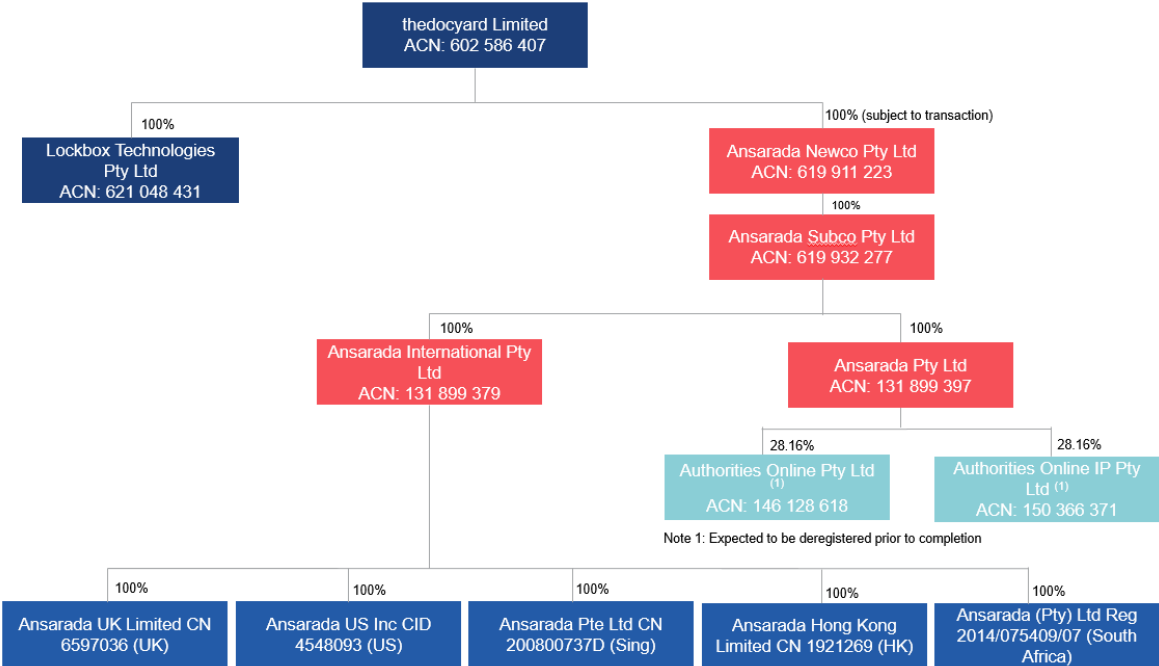 thedocyard Limited
ACN: 602 586 407
100%
100% (subject to transaction)
Lockbox Technologies
Pty Ltd
ACN: 621 048 431
Ansarada Newco Pty Ltd
ACN: 619 911 223
100%
Ansarada Subco Pty Ltd
ACN: 619 932 277
100%
100%
Ansarada International Pty
Ltd
ACN: 131 899 379
Ansarada Pty Ltd
ACN: 131 899 397
28.16%
28.16%
Authorities Online Pty Ltd
(1)
ACN: 146 128 618
Authorities Online IP Pty
Ltd (1)
ACN: 150 366 371
Note 1: Expected to be deregistered prior to completion
100%
100%
100%
100%
100%
Ansarada UK Limited CN
6597036 (UK)
Ansarada US Inc CID
4548093 (US)
Ansarada Pte Ltd CN
200800737D (Sing)
Ansarada Hong Kong
Limited CN 1921269 (HK)
Ansarada (Pty) Ltd Reg
2014/075409/07 (South
Africa)